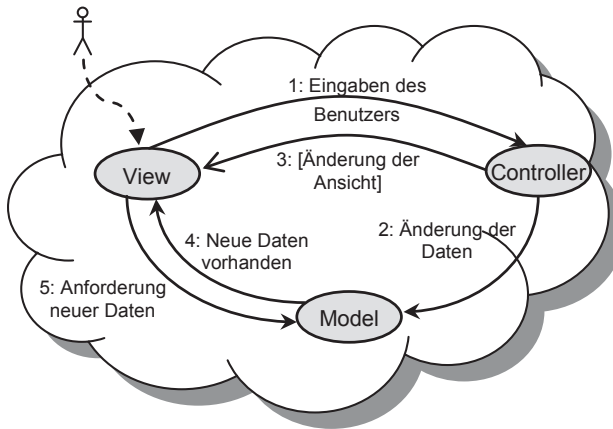 1: Eingaben des
Benutzers
3: [Änderung der
Ansicht]
View
Controller
2: Änderung der
Daten
4: Neue Daten
vorhanden
5: Anforderung
neuer Daten
Model